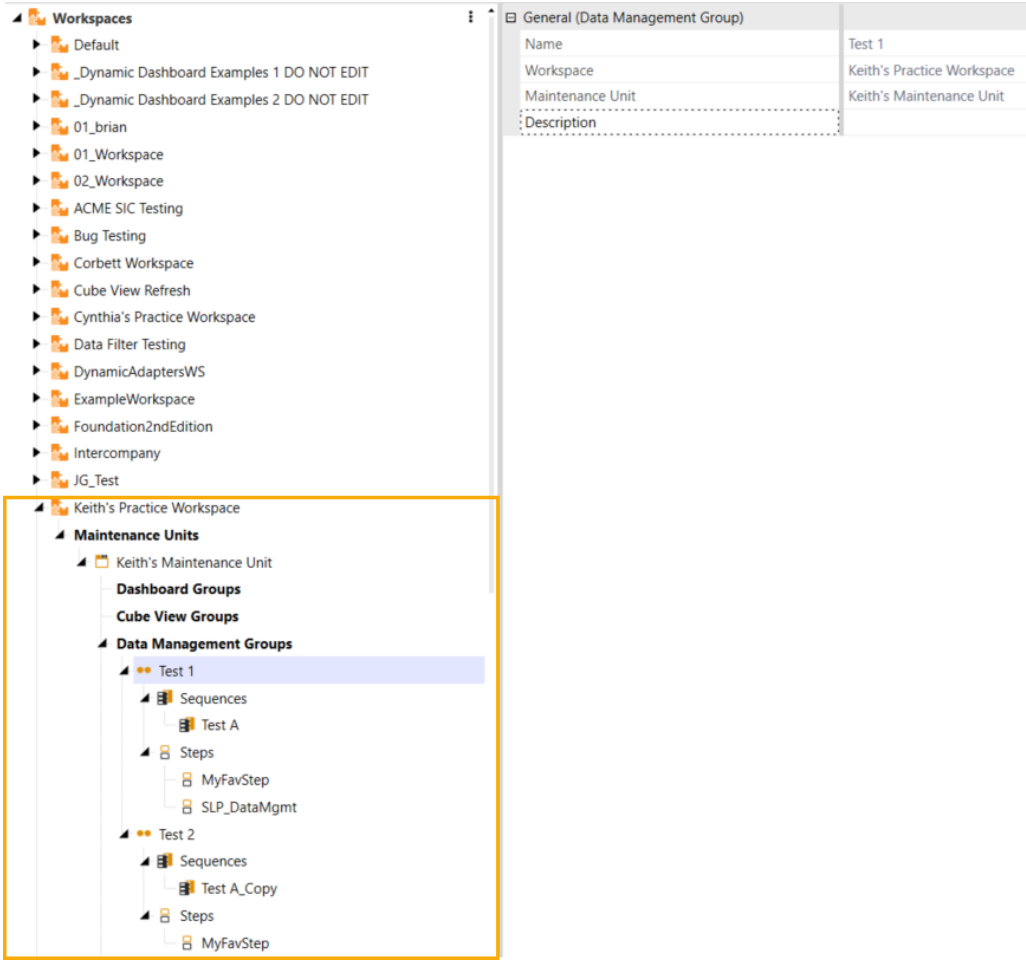 Workspaces
Default
_Dynamic Dashboard Examples 1 DO NOT EDIT
_Dynamic Dashboard Examples 2 DO NOT EDIT
01_brian
01_Workspace
02_Workspace
ACME SIC Testing
Bug Testing
Corbett Workspace
Cube View Refresh
Cynthia's Practice Workspace
Data Filter Testing
DynamicAdaptersWS
ExampleWorkspace
Foundation2ndEdition
Intercompany
JG_Test
Keith's Practice Workspace
Maintenance Units
Keith's Maintenance Unit
Dashboard Groups
Cube View Groups
Data Management Groups
Test 1
Sequences
Test A
Steps
MyFavStep
SLP_DataMgmt
Test 2
Sequences
Test A_Copy
Steps
MyFavStep
General (Data Management Group)
Name Test 1
Workspace Keith's Practice Workspace
Maintenance Unit Keith's Maintenance Unit
Description